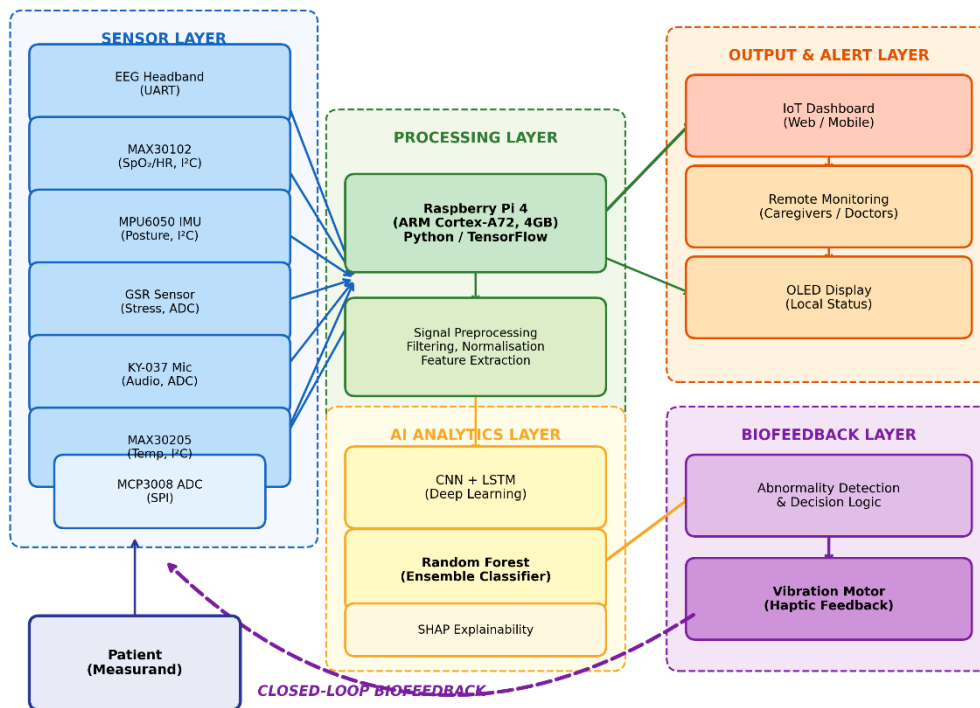 SENSOR LAYER
EEG Headband
(UART)
MAX30102
(SpO₂/HR, I²C)
MPU6050 IMU
(Posture, I²C)
GSR Sensor
(Stress, ADC)
KY-037 Mic
(Audio, ADC)
MAX30205
(Temp, I²C)
MCP3008 ADC
(SPI)
Patient
(Measurand)
PROCESSING LAYER
Raspberry Pi 4
(ARM Cortex-A72, 4GB)
Python / TensorFlow
Signal Preprocessing
Filtering, Normalisation
Feature Extraction
AI ANALYTICS LAYER
CNN + LSTM
(Deep Learning)
Random Forest
(Ensemble Classifier)
SHAP Explainability
OUTPUT & ALERT LAYER
IoT Dashboard
(Web / Mobile)
Remote Monitoring
(Caregivers / Doctors)
OLED Display
(Local Status)
BIOFEEDBACK LAYER
Abnormality Detection
& Decision Logic
Vibration Motor
(Haptic Feedback)
CLOSED-LOOP BIOFEEDBACK